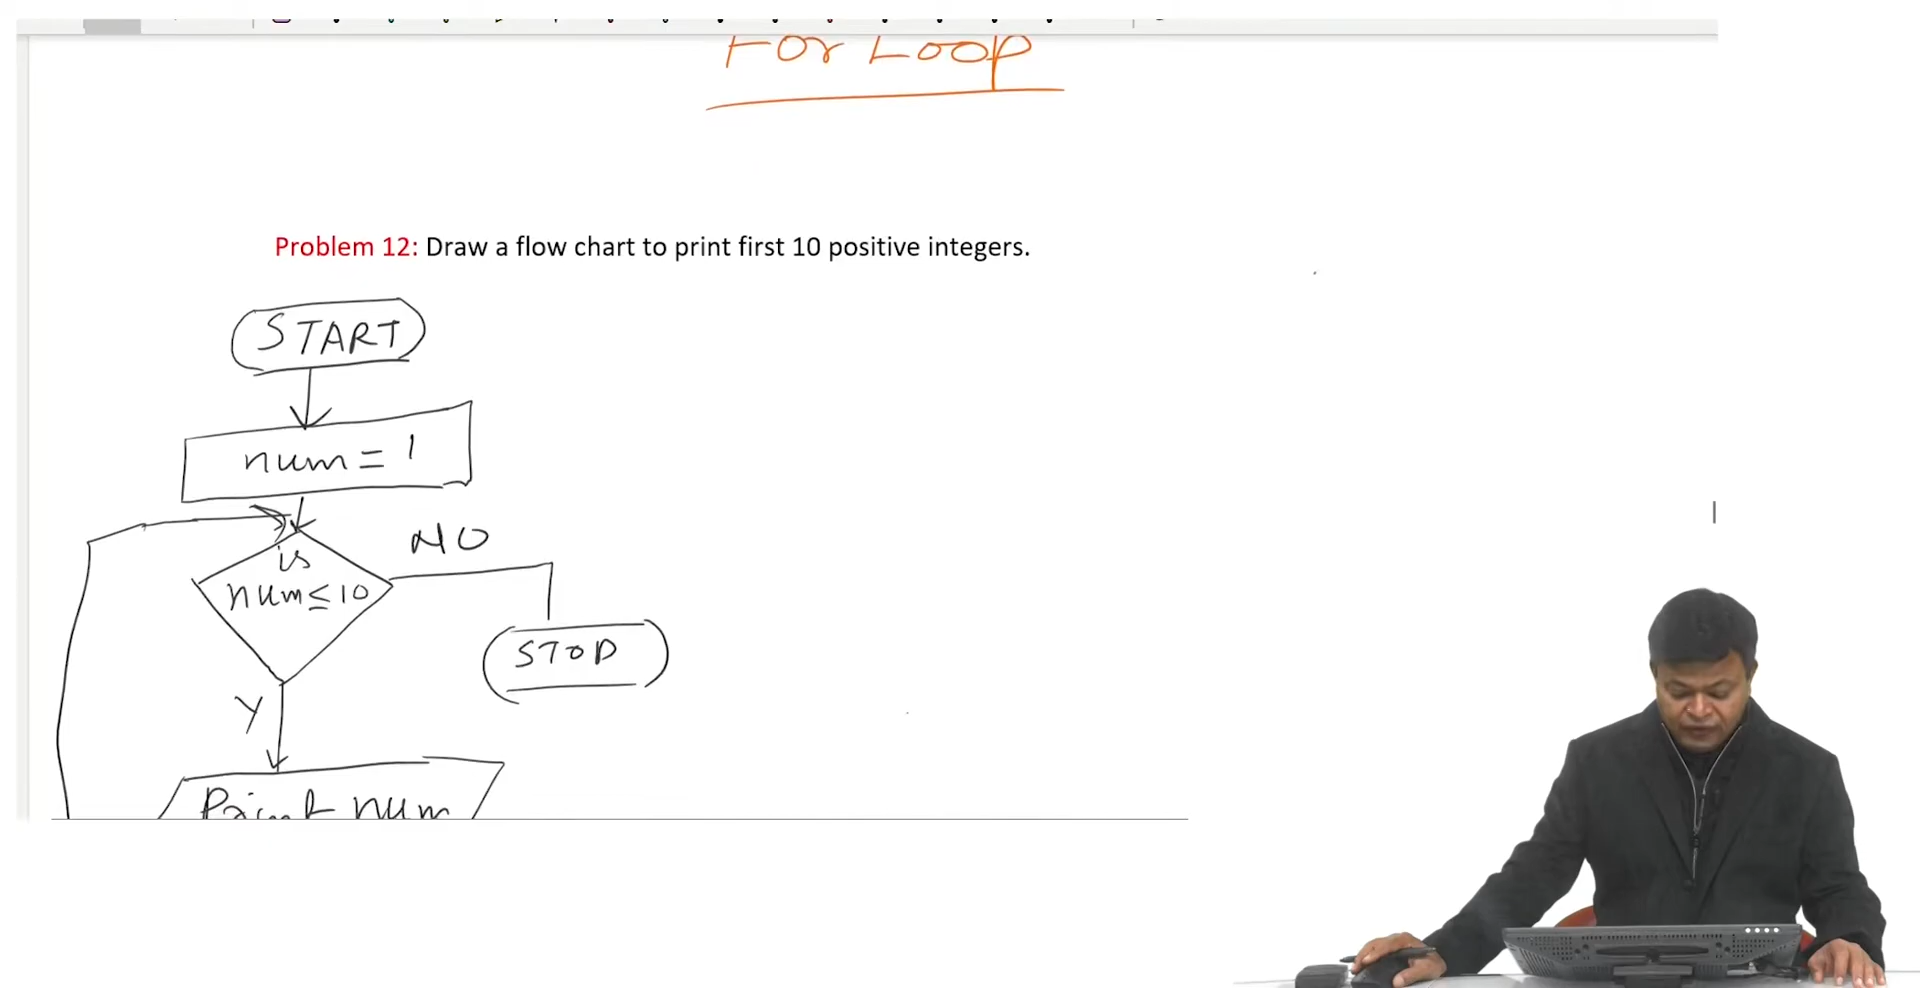 For Loop
Problem 12: Draw a flow chart to print first 10 positive integers.
START
num = 1
NO
is
num ≤ 10
STOP
Y
Print num